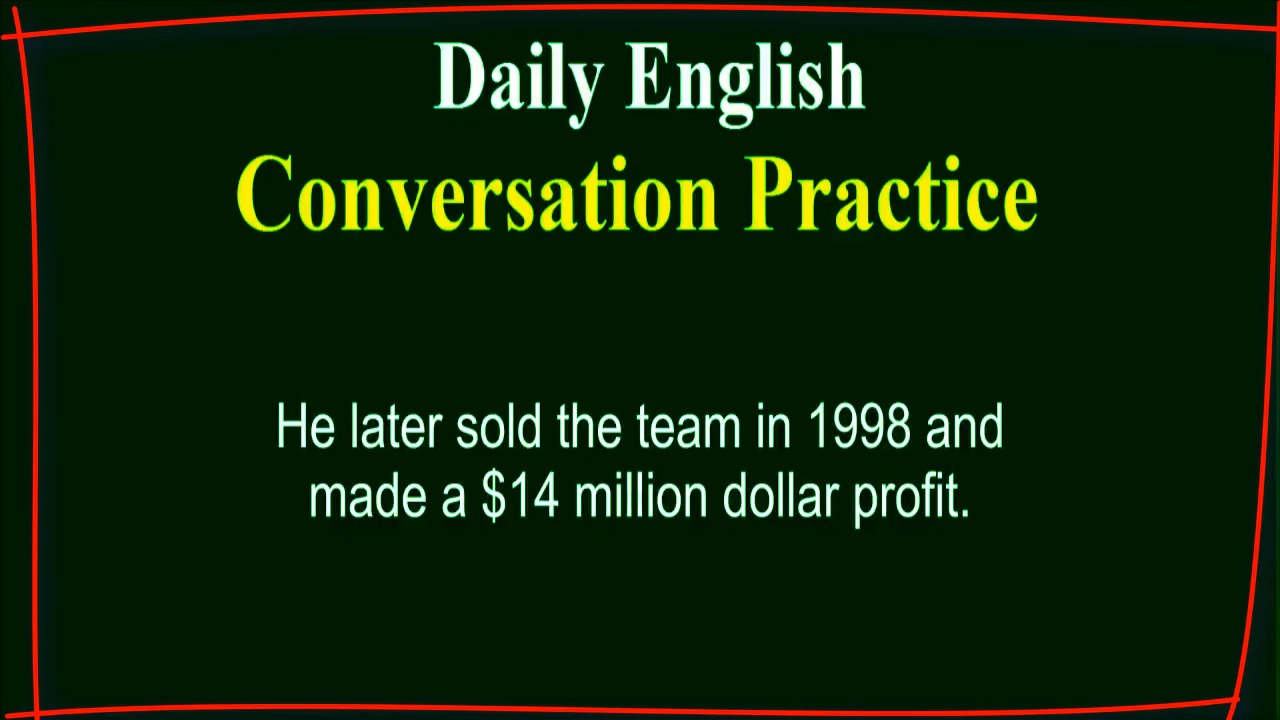 Daily English
Conversation Practice
He later sold the team in 1998 and
made a $14 million dollar profit.